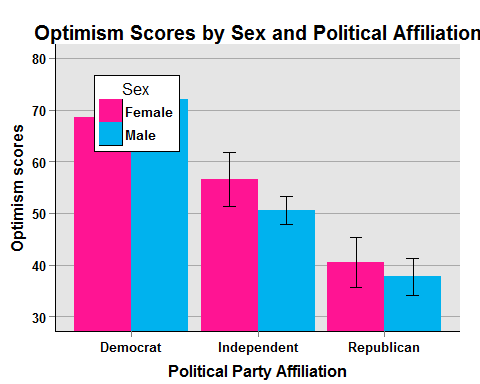 Optimism Scores by Sex and Political Affiliation
80
70
60
50
40
30
Optimism scores
Sex
Female
Male
Democrat Independent Republican
Political Party Affiliation